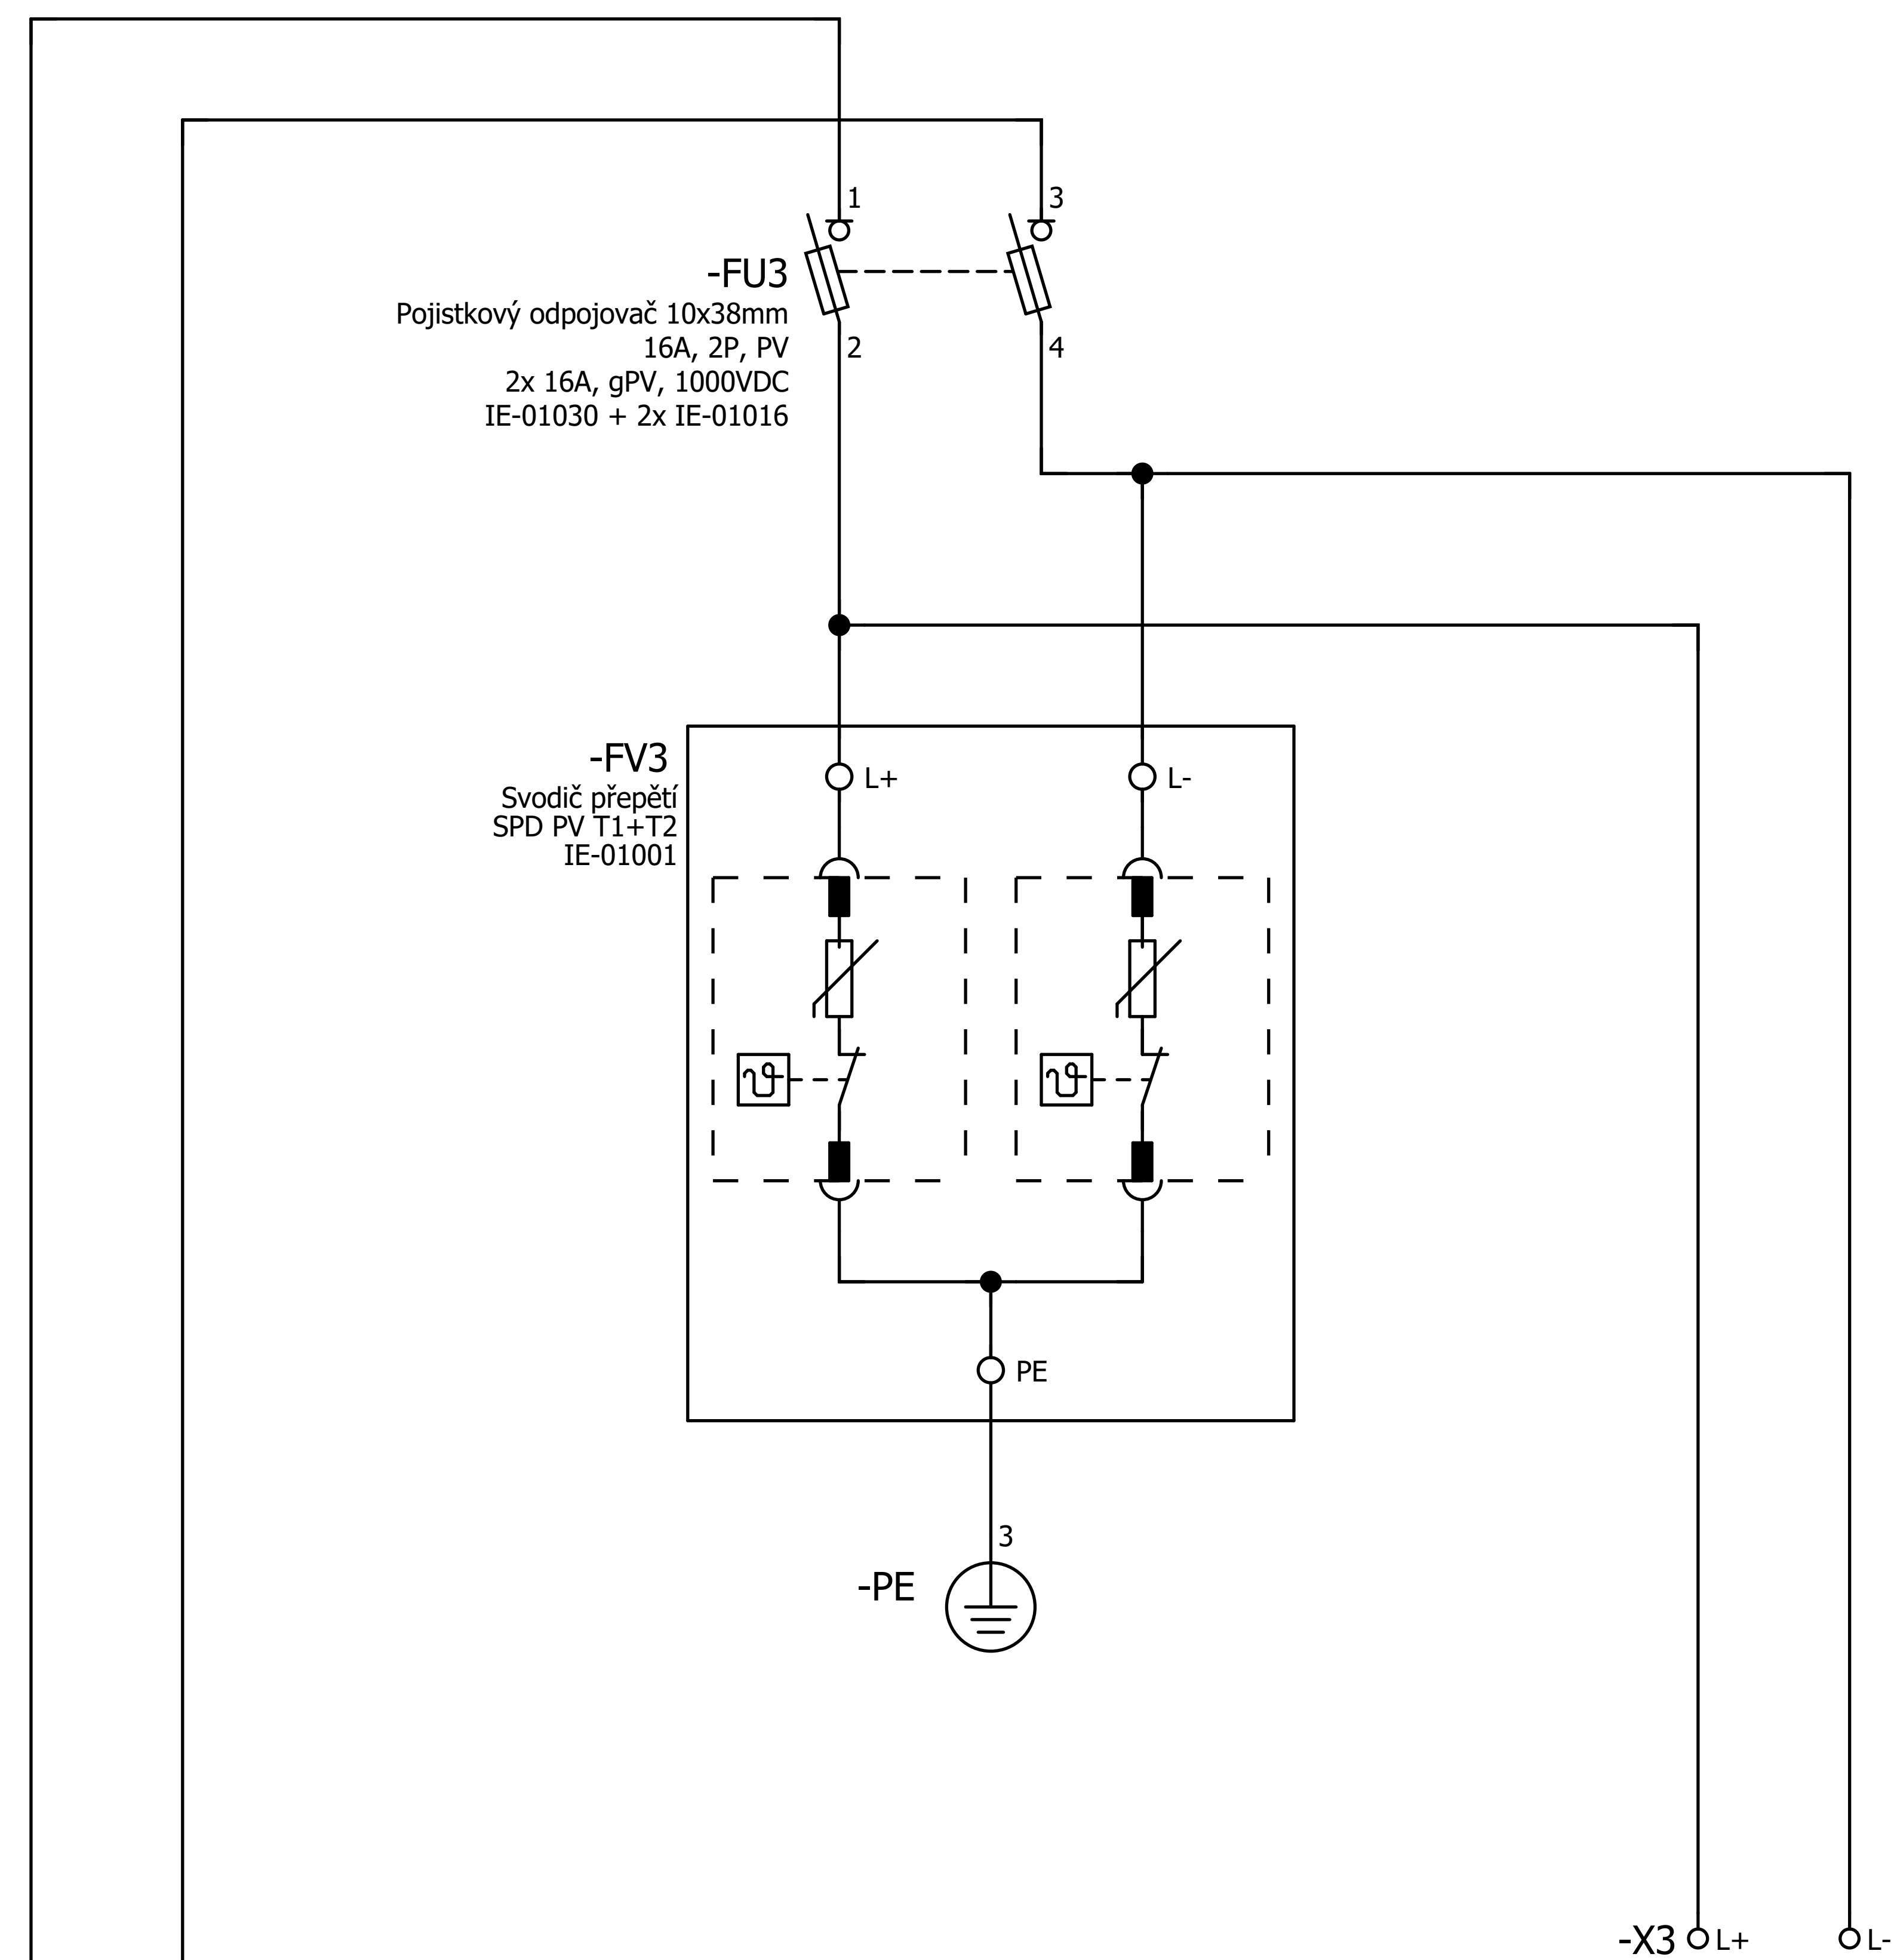 1
3
-FU3
Pojistkový odpojovač 10x38mm
16A, 2P, PV
2x 16A, gPV, 1000VDC
IE-01030 + 2x IE-01016
2
4
-FV3
Svodič přepětí
SPD PV T1+T2
IE-01001
L+
L-
ϑ
ϑ
PE
3
-PE
-X3
L+
L-